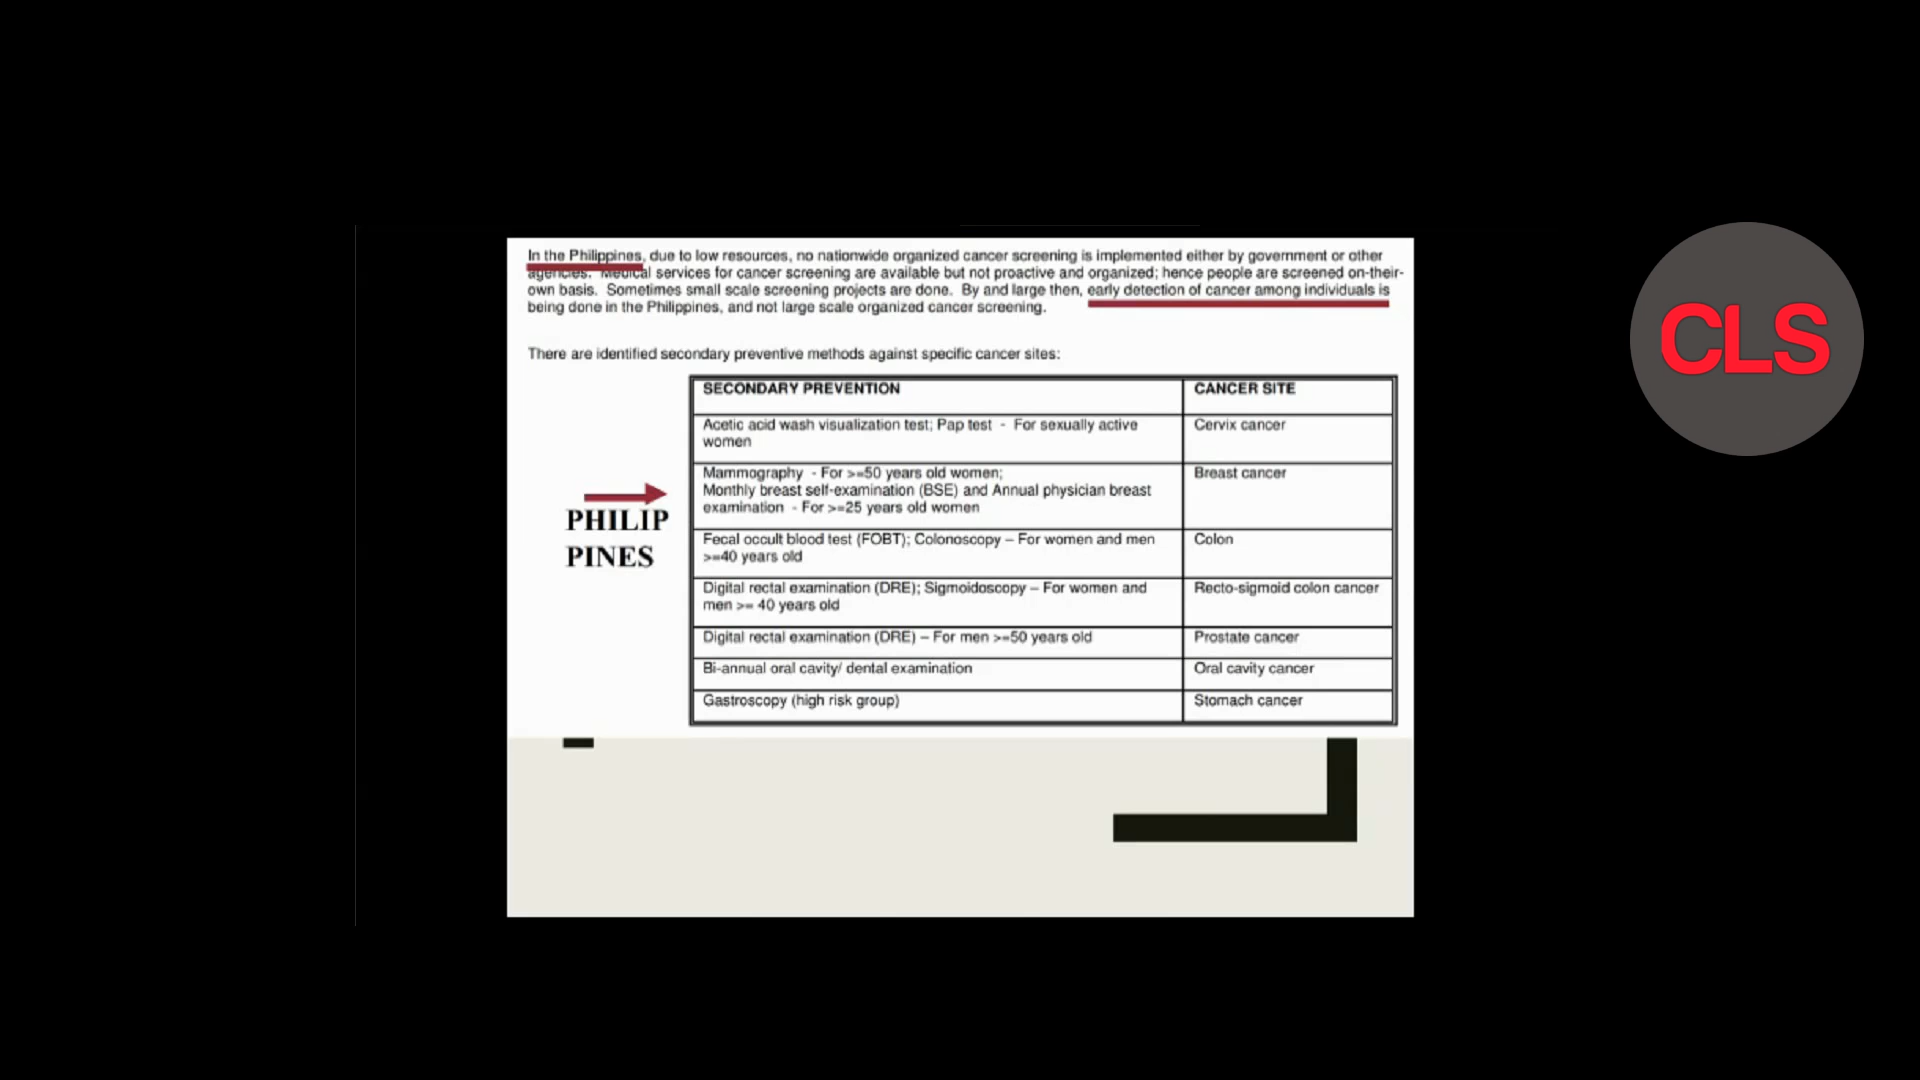 In the Philippines, due to low resources, no nationwide organized cancer screening is implemented either by government or other
agencies. Medical services for cancer screening are available but not proactive and organized; hence people are screened on-their-
own basis. Sometimes small scale screening projects are done. By and large then, early detection of cancer among individuals is
being done in the Philippines, and not large scale organized cancer screening.
There are identified secondary preventive methods against specific cancer sites:
SECONDARY PREVENTION CANCER SITE
Acetic acid wash visualization test; Pap test - For sexually active Cervix cancer
women
Mammography - For >=50 years old women; Breast cancer
Monthly breast self-examination (BSE) and Annual physician breast
examination - For >=25 years old women
Fecal occult blood test (FOBT); Colonoscopy – For women and men Colon
>=40 years old
Digital rectal examination (DRE); Sigmoidoscopy – For women and Recto-sigmoid colon cancer
men >= 40 years old
Digital rectal examination (DRE) – For men >=50 years old Prostate cancer
Bi-annual oral cavity/ dental examination Oral cavity cancer
Gastroscopy (high risk group) Stomach cancer
PHILIP
PINES
CLS